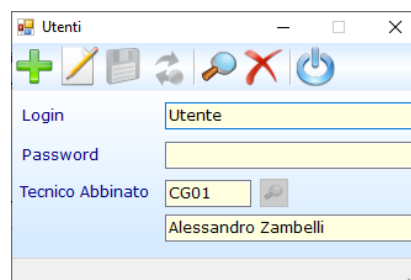 Utenti
Login
Utente
Password
Tecnico Abbinato
CG01
Alessandro Zambelli